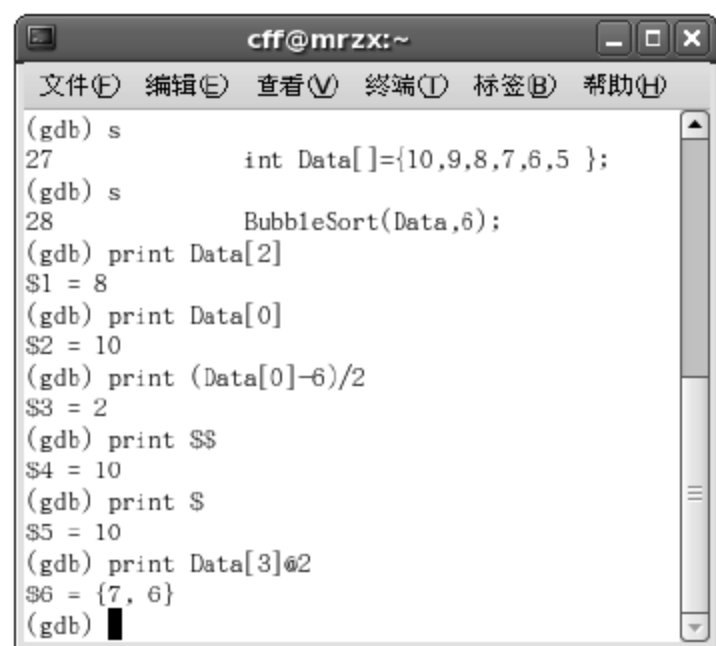 cff@mrzx:~
文件(F) 编辑(E) 查看(V) 终端(T) 标签(B) 帮助(H)
(gdb) s
27 int Data[]={10,9,8,7,6,5 };
(gdb) s
28 BubbleSort(Data,6);
(gdb) print Data[2]
$1 = 8
(gdb) print Data[0]
$2 = 10
(gdb) print (Data[0]-6)/2
$3 = 2
(gdb) print $$
$4 = 10
(gdb) print $
$5 = 10
(gdb) print Data[3]@2
$6 = {7, 6}
(gdb)